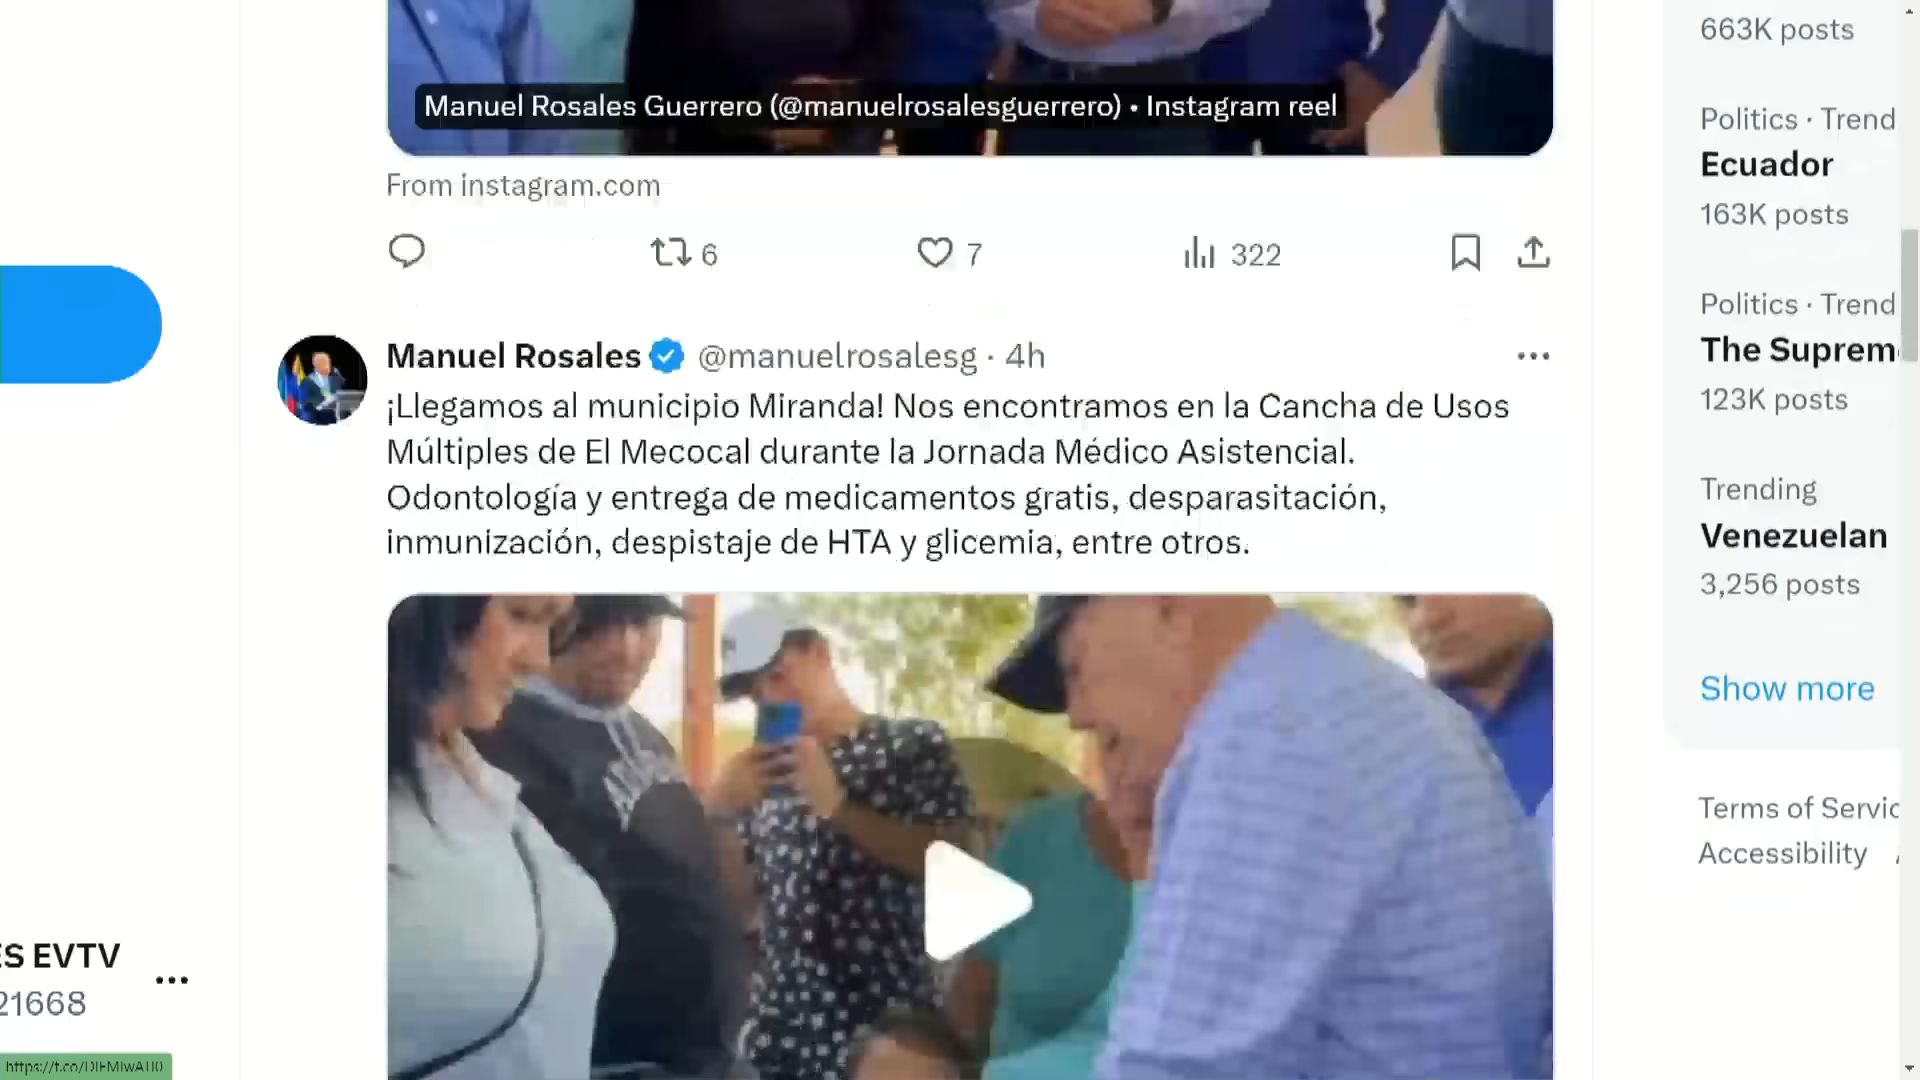 663K posts
Manuel Rosales Guerrero (@manuelrosalesguerrero) • Instagram reel
From instagram.com
6
7
322
Politics · Trend
Ecuador
163K posts
Politics · Trend
The Suprem
123K posts
Manuel Rosales @manuelrosalesg · 4h
¡Llegamos al municipio Miranda! Nos encontramos en la Cancha de Usos
Múltiples de El Mecocal durante la Jornada Médico Asistencial.
Odontología y entrega de medicamentos gratis, desparasitación,
inmunización, despistaje de HTA y glicemia, entre otros.
Trending
Venezuelan
3,256 posts
Show more
Terms of Servic
Accessibility
ES EVTV
21668